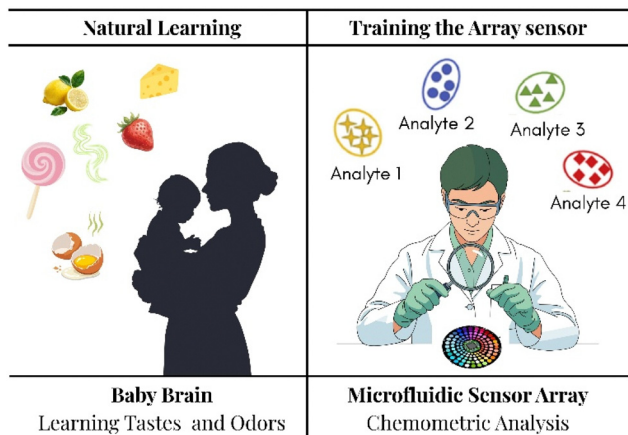 Natural Learning
Training the Array sensor
Analyte 1
Analyte 2
Analyte 3
Analyte 4
Baby Brain
Learning Tastes and Odors
Microfluidic Sensor Array
Chemometric Analysis